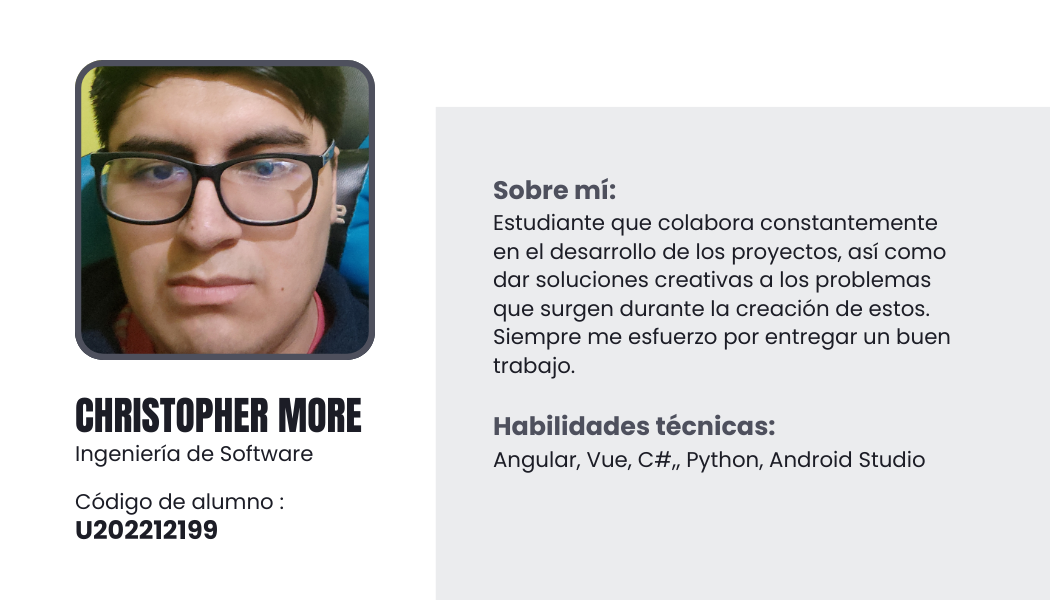 CHRISTOPHER MORE
Ingeniería de Software
Código de alumno :
U202212199
Sobre mí:
Estudiante que colabora constantemente
en el desarrollo de los proyectos, así como
dar soluciones creativas a los problemas
que surgen durante la creación de estos.
Siempre me esfuerzo por entregar un buen
trabajo.
Habilidades técnicas:
Angular, Vue, C#,, Python, Android Studio